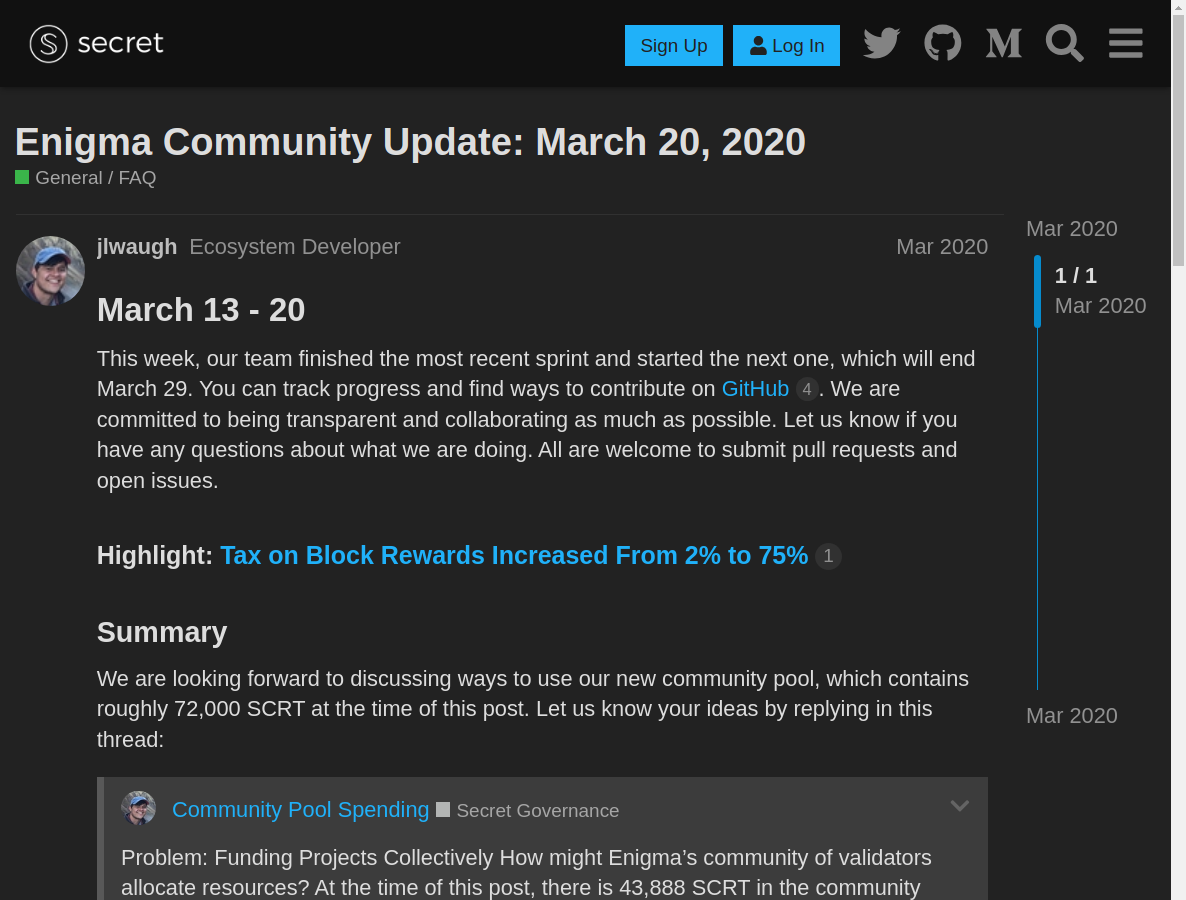 secret
Sign Up
Log In
Enigma Community Update: March 20, 2020
General / FAQ
jlwaugh Ecosystem Developer
Mar 2020
Mar 2020
1 / 1
Mar 2020
March 13 - 20
This week, our team finished the most recent sprint and started the next one, which will end
March 29. You can track progress and find ways to contribute on GitHub 4. We are
committed to being transparent and collaborating as much as possible. Let us know if you
have any questions about what we are doing. All are welcome to submit pull requests and
open issues.
Highlight: Tax on Block Rewards Increased From 2% to 75% 1
Summary
We are looking forward to discussing ways to use our new community pool, which contains
roughly 72,000 SCRT at the time of this post. Let us know your ideas by replying in this
thread:
Mar 2020
Community Pool Spending Secret Governance
Problem: Funding Projects Collectively How might Enigma’s community of validators
allocate resources? At the time of this post, there is 43,888 SCRT in the community